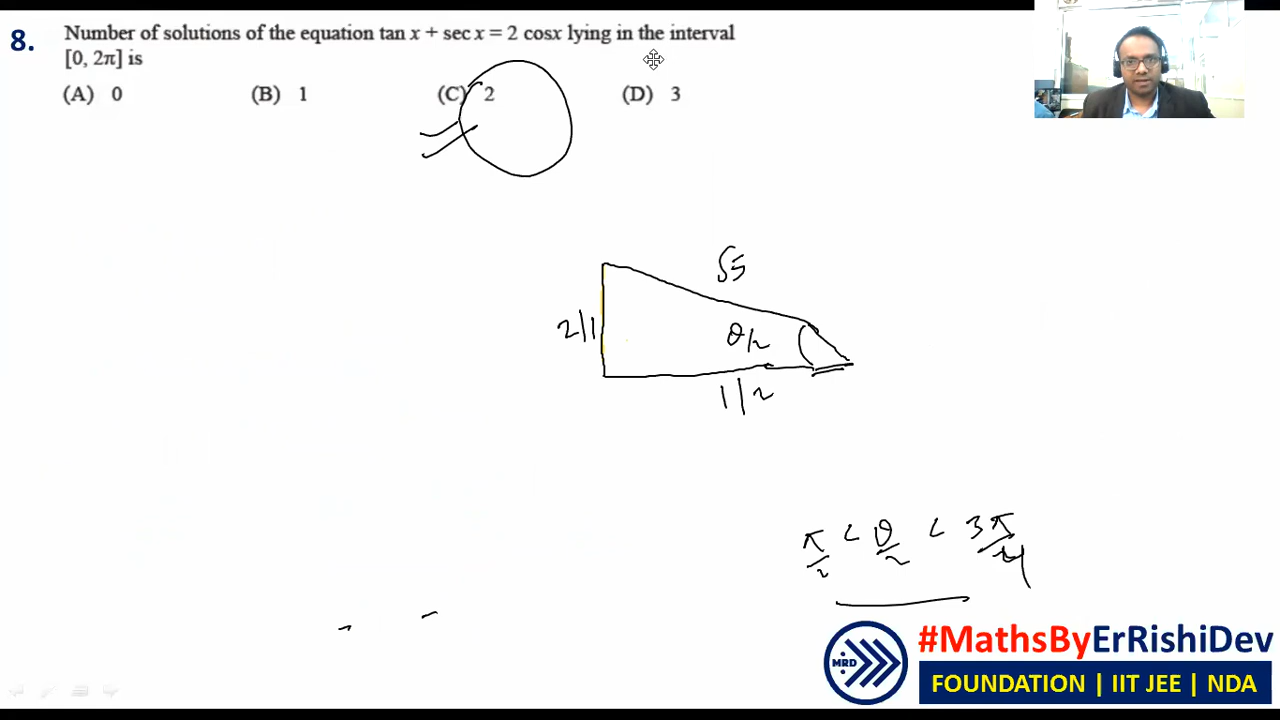 8. Number of solutions of the equation tan x + sec x = 2 cosx lying in the interval
[0, 2π] is
(A) 0 (B) 1 (C) 2 (D) 3
√5
2/1
θ/2
1/2
π/2 < θ/2 < 3π/4
MRD
#MathsByErRishiDev
FOUNDATION | IIT JEE | NDA